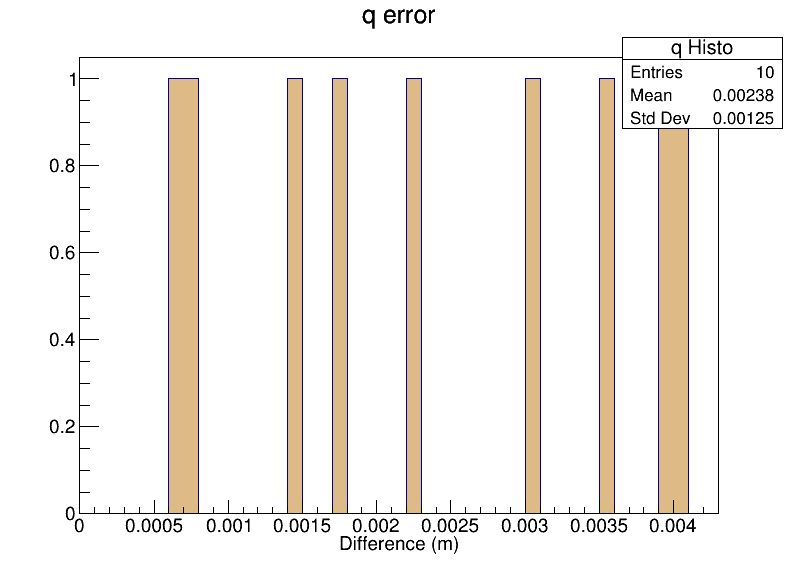 q error
q Histo
Entries 10
Mean 0.00238
Std Dev 0.00125
1
0.8
0.6
0.4
0.2
0
0 0.0005 0.001 0.0015 0.002 0.0025 0.003 0.0035 0.004
Difference (m)